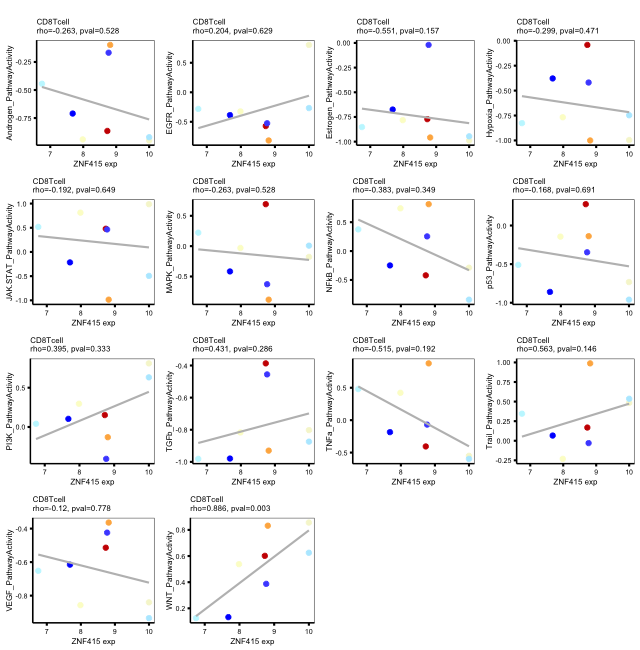 CD8Tcell
rho=-0.263, pval=0.528
Androgen_PathwayActivity
-0.25
-0.50
-0.75
7
8
9
10
ZNF415 exp
CD8Tcell
rho=0.204, pval=0.629
EGFR_PathwayActivity
0.5
0.0
-0.5
7
8
9
10
ZNF415 exp
CD8Tcell
rho=-0.551, pval=0.157
Estrogen_PathwayActivity
0.00
-0.25
-0.50
-0.75
-1.00
7
8
9
10
ZNF415 exp
CD8Tcell
rho=-0.299, pval=0.471
Hypoxia_PathwayActivity
0.00
-0.25
-0.50
-0.75
-1.00
7
8
9
10
ZNF415 exp
CD8Tcell
rho=-0.192, pval=0.649
JAK-STAT_PathwayActivity
1.0
0.5
0.0
-0.5
-1.0
7
8
9
10
ZNF415 exp
CD8Tcell
rho=-0.263, pval=0.528
MAPK_PathwayActivity
0.5
0.0
-0.5
7
8
9
10
ZNF415 exp
CD8Tcell
rho=-0.383, pval=0.349
NFkB_PathwayActivity
0.5
0.0
-0.5
7
8
9
10
ZNF415 exp
CD8Tcell
rho=-0.168, pval=0.691
p53_PathwayActivity
0.0
-0.5
-1.0
7
8
9
10
ZNF415 exp
CD8Tcell
rho=0.395, pval=0.333
PI3K_PathwayActivity
0.5
0.0
7
8
9
10
ZNF415 exp
CD8Tcell
rho=0.431, pval=0.286
TGFb_PathwayActivity
-0.4
-0.6
-0.8
-1.0
7
8
9
10
ZNF415 exp
CD8Tcell
rho=-0.515, pval=0.192
TNFa_PathwayActivity
0.5
0.0
-0.5
7
8
9
10
ZNF415 exp
CD8Tcell
rho=0.563, pval=0.146
Trail_PathwayActivity
1.00
0.75
0.50
0.25
0.00
-0.25
7
8
9
10
ZNF415 exp
CD8Tcell
rho=-0.12, pval=0.778
VEGF_PathwayActivity
-0.4
-0.6
-0.8
7
8
9
10
ZNF415 exp
CD8Tcell
rho=0.886, pval=0.003
WNT_PathwayActivity
0.8
0.6
0.4
0.2
7
8
9
10
ZNF415 exp